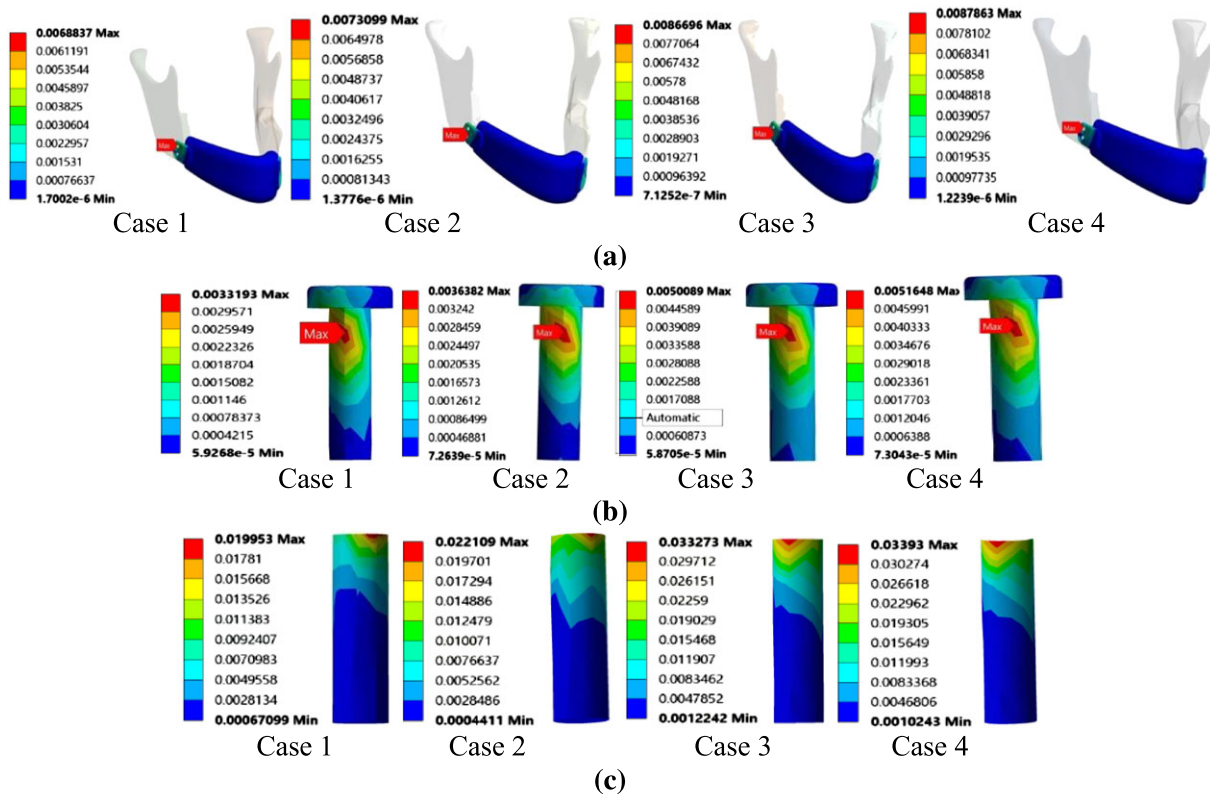 0.0068837 Max
0.0061191
0.0053544
0.0045897
0.003825
0.0030604
0.0022957
0.001531
0.00076637
1.7002e-6 Min
Max
Case 1
0.0073099 Max
0.0064978
0.0056858
0.0048737
0.0040617
0.0032496
0.0024375
0.0016255
0.00081343
1.3776e-6 Min
Max
Case 2
0.0086696 Max
0.0077064
0.0067432
0.00578
0.0048168
0.0038536
0.0028903
0.0019271
0.00096392
7.1252e-7 Min
Max
Case 3
0.0087863 Max
0.0078102
0.0068341
0.005858
0.0048818
0.0039057
0.0029296
0.0019535
0.00097735
1.2239e-6 Min
Max
Case 4
(a)
0.0033193 Max
0.0029571
0.0025949
0.0022326
0.0018704
0.0015082
0.001146
0.00078373
0.0004215
5.9268e-5 Min
Max
Case 1
0.0036382 Max
0.003242
0.0028459
0.0024497
0.0020535
0.0016573
0.0012612
0.00086499
0.00046881
7.2639e-5 Min
Max
Case 2
0.0050089 Max
0.0044589
0.0039089
0.0033588
0.0028088
0.0022588
0.0017088
Automatic
0.00060873
5.8705e-5 Min
Max
Case 3
0.0051648 Max
0.0045991
0.0040333
0.0034676
0.0029018
0.0023361
0.0017703
0.0012046
0.0006388
7.3043e-5 Min
Max
Case 4
(b)
0.019953 Max
0.01781
0.015668
0.013526
0.011383
0.0092407
0.0070983
0.0049558
0.0028134
0.00067099 Min
Case 1
0.022109 Max
0.019701
0.017294
0.014886
0.012479
0.010071
0.0076637
0.0052562
0.0028486
0.0004411 Min
Case 2
0.033273 Max
0.029712
0.026151
0.02259
0.019029
0.015468
0.011907
0.0083462
0.0047852
0.0012242 Min
Case 3
0.03393 Max
0.030274
0.026618
0.022962
0.019305
0.015649
0.011993
0.0083368
0.0046806
0.0010243 Min
Case 4
(c)